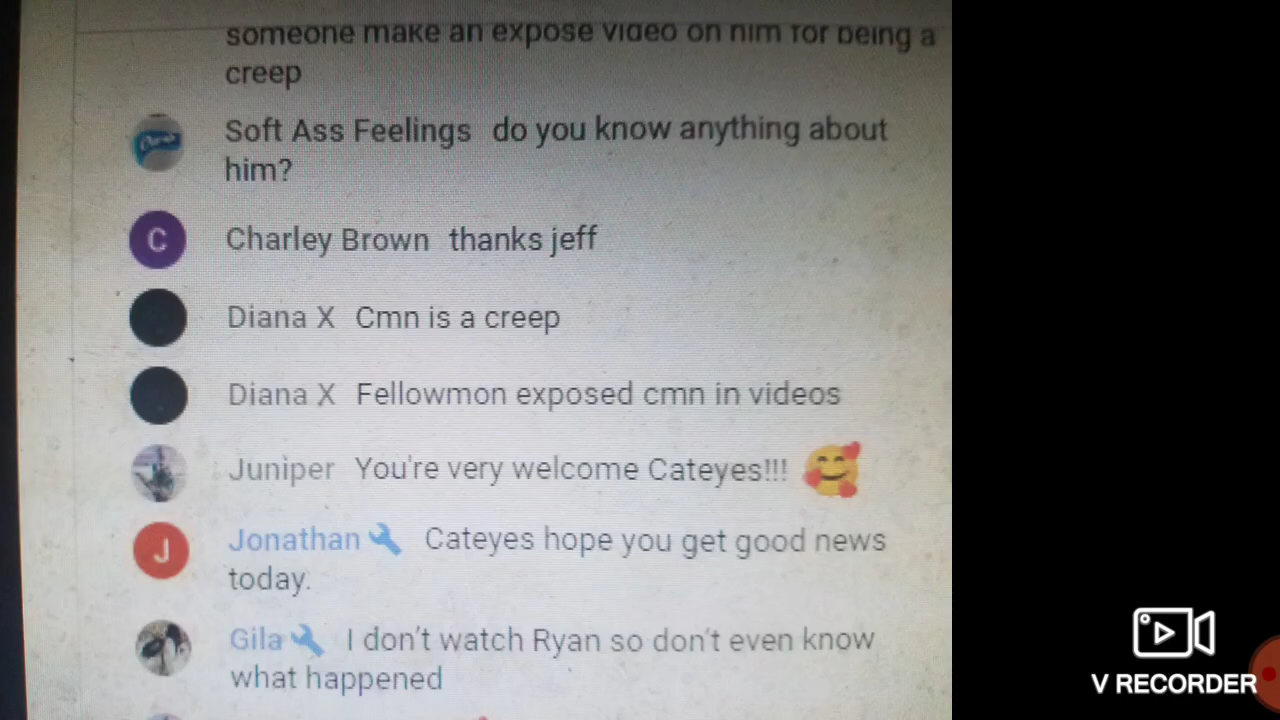 someone make an expose video on him for being a
creep
Soft Ass Feelings do you know anything about
him?
C Charley Brown thanks jeff
Diana X Cmn is a creep
Diana X Fellowmon exposed cmn in videos
Juniper You're very welcome Cateyes!!! 🥰
J Jonathan 🔧 Cateyes hope you get good news
today.
Gila 🔧 I don't watch Ryan so don't even know
what happened
V RECORDER